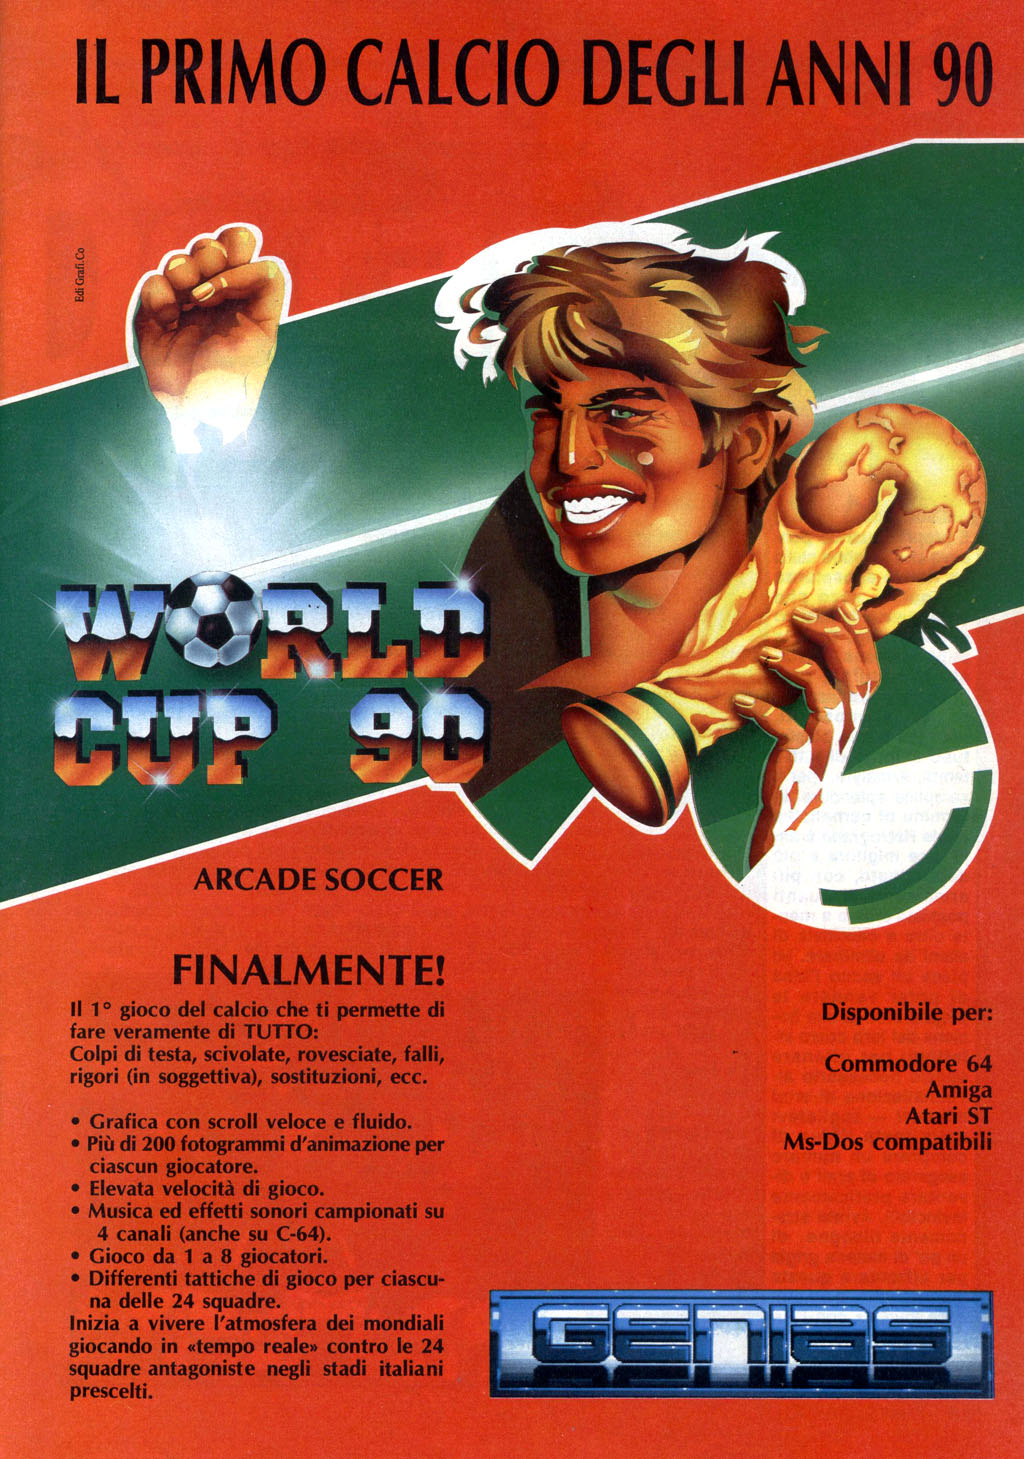 IL PRIMO CALCIO DEGLI ANNI 90
Edi Grafi.Co
WORLD
CUP 90
ARCADE SOCCER
FINALMENTE!
Il 1° gioco del calcio che ti permette di
fare veramente di TUTTO:
Colpi di testa, scivolate, rovesciate, falli,
rigori (in soggettiva), sostituzioni, ecc.
• Grafica con scroll veloce e fluido.
• Più di 200 fotogrammi d'animazione per
ciascun giocatore.
• Elevata velocità di gioco.
• Musica ed effetti sonori campionati su
4 canali (anche su C-64).
• Gioco da 1 a 8 giocatori.
• Differenti tattiche di gioco per ciascu-
na delle 24 squadre.
Inizia a vivere l'atmosfera dei mondiali
giocando in «tempo reale» contro le 24
squadre antagoniste negli stadi italiani
prescelti.
Disponibile per:
Commodore 64
Amiga
Atari ST
Ms-Dos compatibili
GENIAS